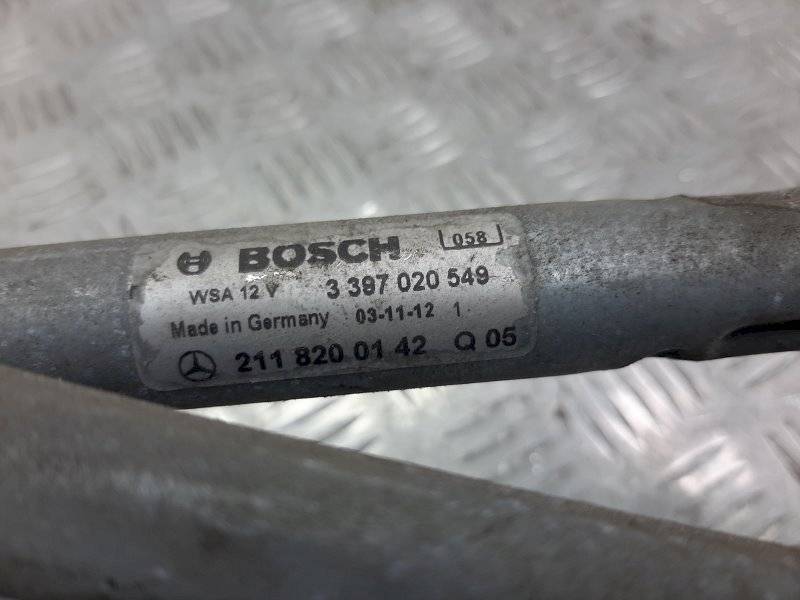 BOSCH 058
WSA 12 V 3 397 020 549
Made in Germany 03-11-12 1
211 820 01 42 Q 05